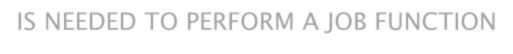 IS NEEDED TO PERFORM A JOB FUNCTION